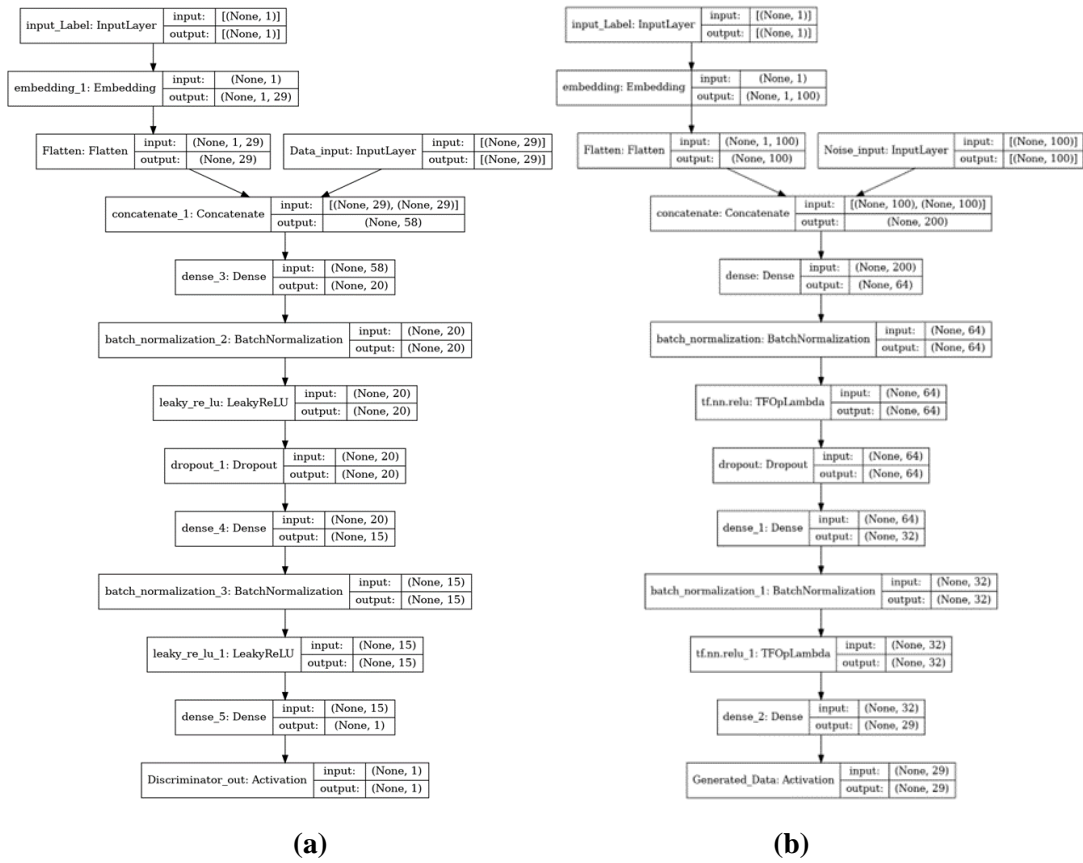 input_Label: InputLayer input: [(None, 1)]
output: [(None, 1)]
embedding_1: Embedding input: (None, 1)
output: (None, 1, 29)
Flatten: Flatten input: (None, 1, 29)
output: (None, 29)
Data_input: InputLayer input: [(None, 29)]
output: [(None, 29)]
concatenate_1: Concatenate input: [(None, 29), (None, 29)]
output: (None, 58)
dense_3: Dense input: (None, 58)
output: (None, 20)
batch_normalization_2: BatchNormalization input: (None, 20)
output: (None, 20)
leaky_re_lu: LeakyReLU input: (None, 20)
output: (None, 20)
dropout_1: Dropout input: (None, 20)
output: (None, 20)
dense_4: Dense input: (None, 20)
output: (None, 15)
batch_normalization_3: BatchNormalization input: (None, 15)
output: (None, 15)
leaky_re_lu_1: LeakyReLU input: (None, 15)
output: (None, 15)
dense_5: Dense input: (None, 15)
output: (None, 1)
Discriminator_out: Activation input: (None, 1)
output: (None, 1)
(a)
input_Label: InputLayer input: [(None, 1)]
output: [(None, 1)]
embedding: Embedding input: (None, 1)
output: (None, 1, 100)
Flatten: Flatten input: (None, 1, 100)
output: (None, 100)
Noise_input: InputLayer input: [(None, 100)]
output: [(None, 100)]
concatenate: Concatenate input: [(None, 100), (None, 100)]
output: (None, 200)
dense: Dense input: (None, 200)
output: (None, 64)
batch_normalization: BatchNormalization input: (None, 64)
output: (None, 64)
tf.nn.relu: TFOpLambda input: (None, 64)
output: (None, 64)
dropout: Dropout input: (None, 64)
output: (None, 64)
dense_1: Dense input: (None, 64)
output: (None, 32)
batch_normalization_1: BatchNormalization input: (None, 32)
output: (None, 32)
tf.nn.relu_1: TFOpLambda input: (None, 32)
output: (None, 32)
dense_2: Dense input: (None, 32)
output: (None, 29)
Generated_Data: Activation input: (None, 29)
output: (None, 29)
(b)